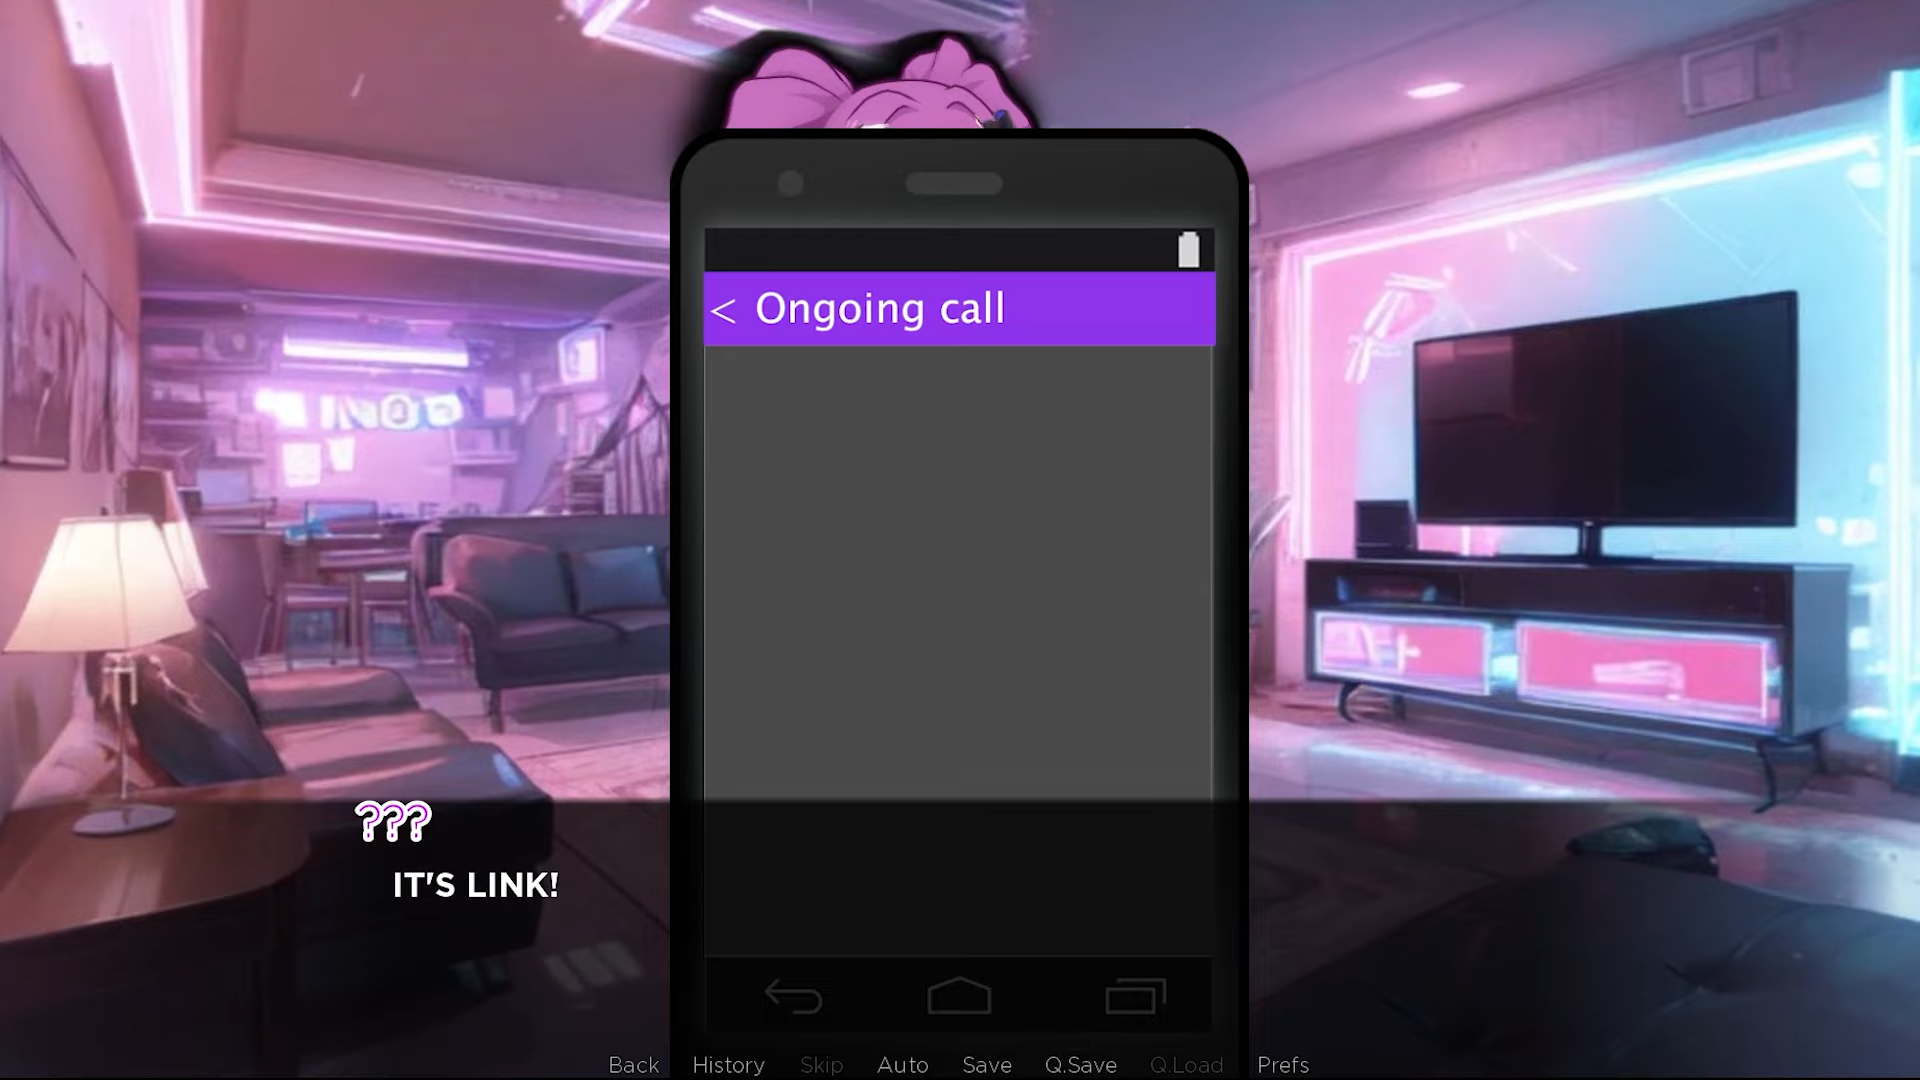 < Ongoing call
???
IT'S LINK!
Back History Skip Auto Save Q.Save Q.Load Prefs